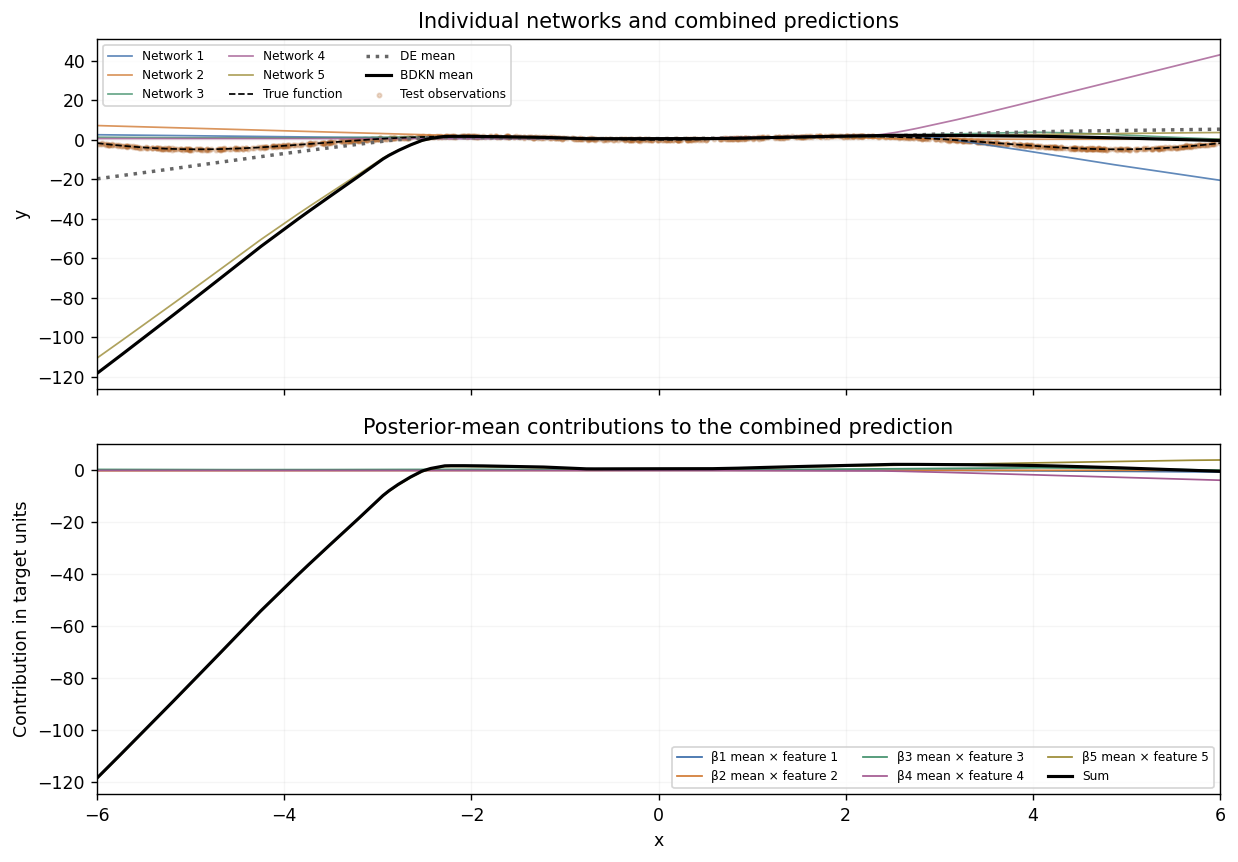 Individual networks and combined predictions
Network 1 Network 4 DE mean
Network 2 Network 5 BDKN mean
Network 3 True function Test observations
40
20
0
−20
−40
−60
−80
−100
−120
y
Posterior-mean contributions to the combined prediction
0
−20
−40
−60
−80
−100
−120
Contribution in target units
β1 mean × feature 1 β3 mean × feature 3 β5 mean × feature 5
β2 mean × feature 2 β4 mean × feature 4 Sum
−6 −4 −2 0 2 4 6
x